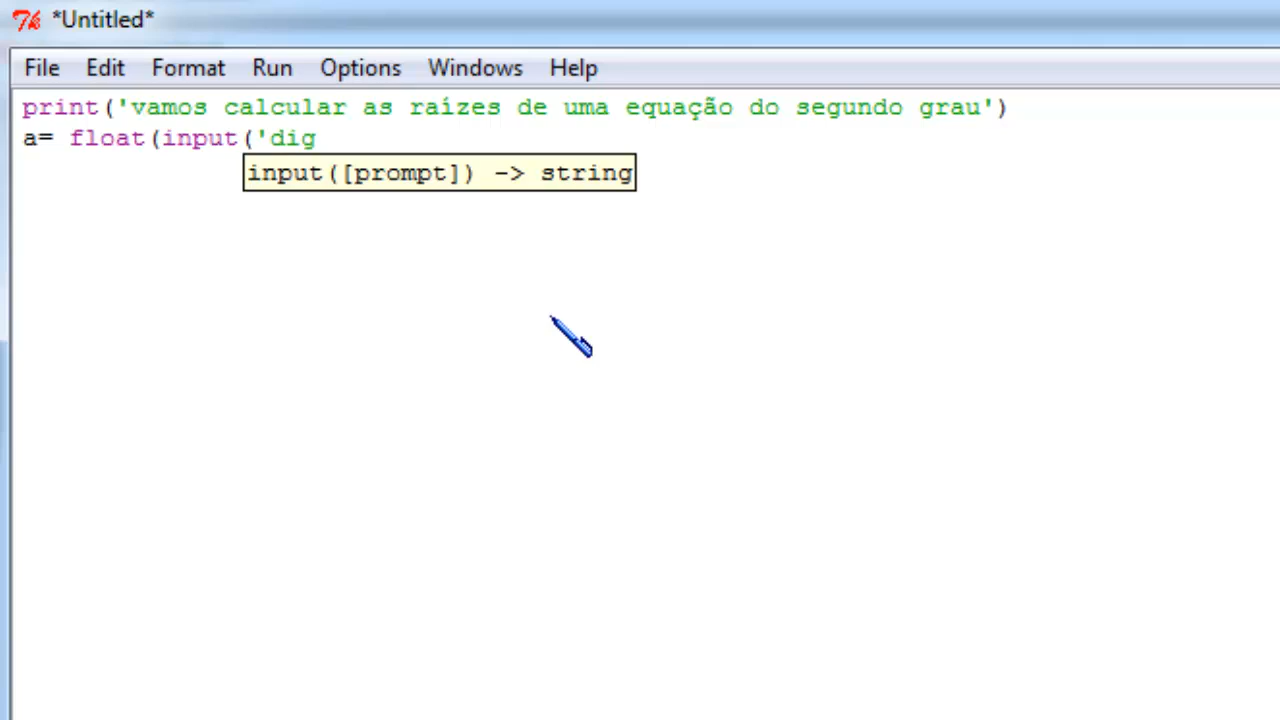 *Untitled*
File Edit Format Run Options Windows Help
print('vamos calcular as raízes de uma equação do segundo grau')
a= float(input('dig
input([prompt]) -> string